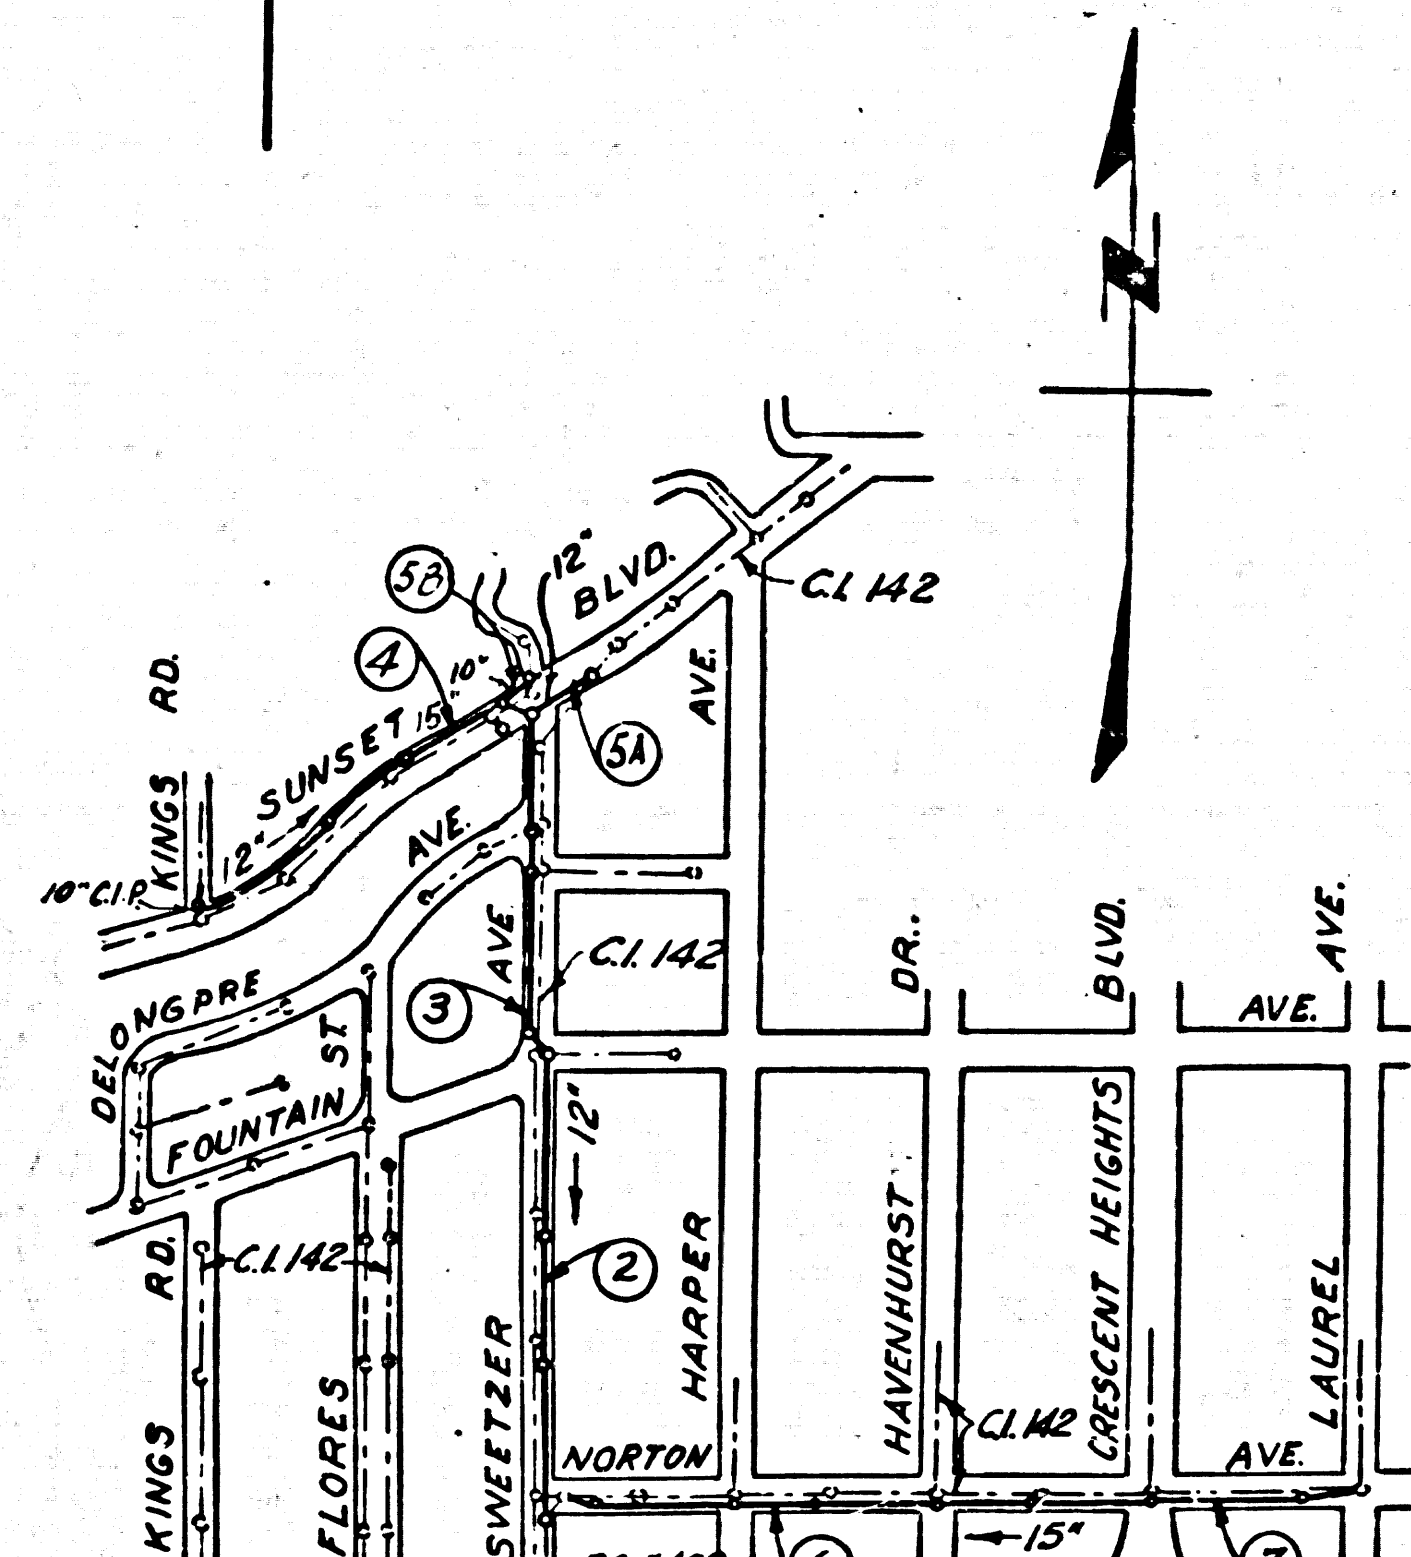 N
12"
BLVD.
5B
C.I. 142
4
10"
RD.
AVE.
15"
SUNSET
5A
KINGS
AVE.
12"
10" C.I.P.
AVE.
DR.
BLVD.
AVE
C.I. 142
3
AVE.
DELONGPRE
ST.
FOUNTAIN
12"
CRESCENT HEIGHTS
RD.
C.I. 142
2
HARPER
HAVENHURST
LAUREL
KINGS
FLORES
SWEETZER
C.I. 142
NORTON
AVE.
15"